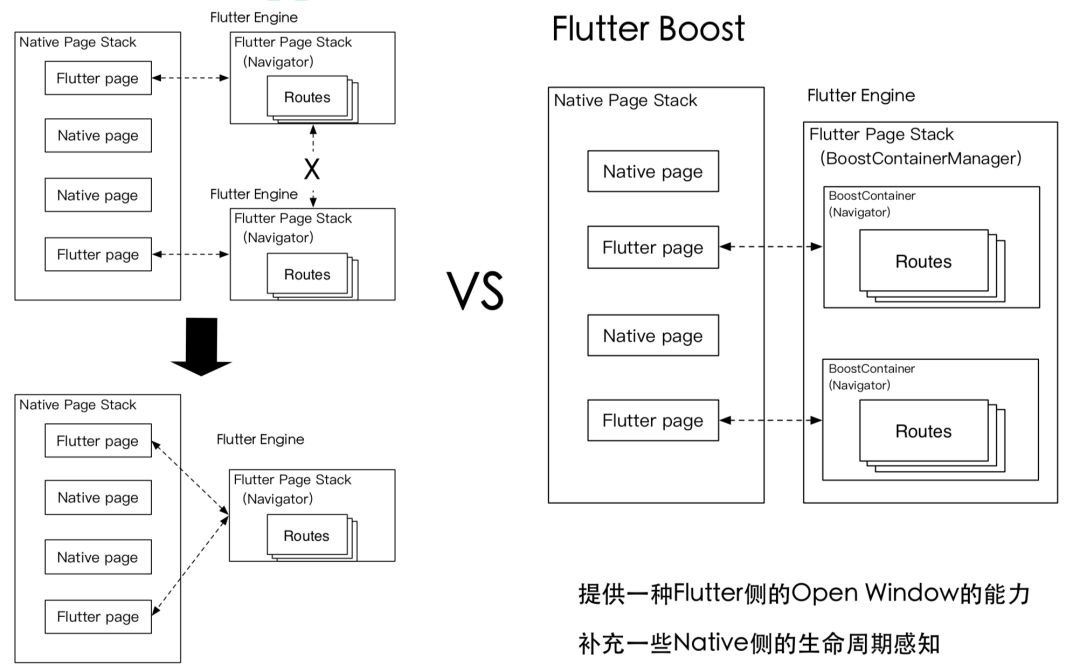 Flutter Engine
Native Page Stack
Flutter page
Native page
Native page
Flutter page
Flutter Page Stack
(Navigator)
Routes
X
Flutter Engine
Flutter Page Stack
(Navigator)
Routes
Native Page Stack
Flutter page
Native page
Native page
Flutter page
Flutter Engine
Flutter Page Stack
(Navigator)
Routes
VS
Flutter Boost
Native Page Stack
Native page
Flutter page
Native page
Flutter page
Flutter Engine
Flutter Page Stack
(BoostContainerManager)
BoostContainer
(Navigator)
Routes
BoostContainer
(Navigator)
Routes
提供一种Flutter侧的Open Window的能力
补充一些Native侧的生命周期感知